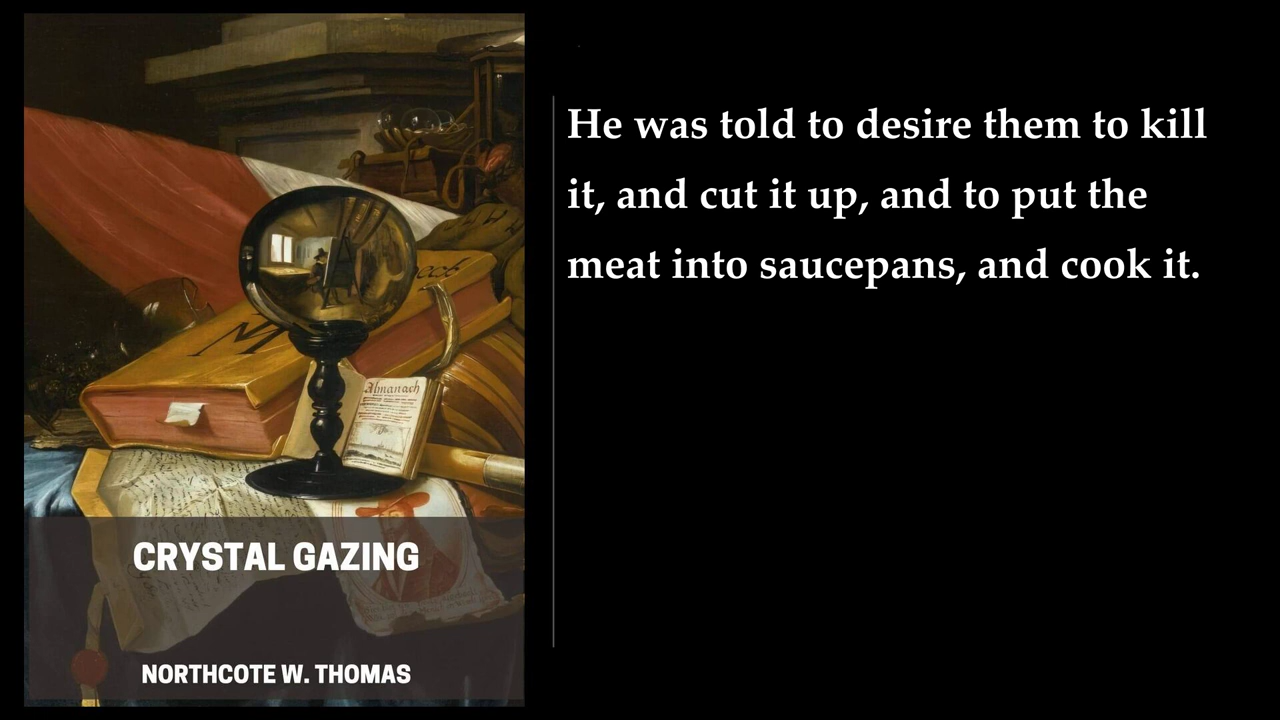 He was told to desire them to kill
it, and cut it up, and to put the
meat into saucepans, and cook it.
M
Almanach
CRYSTAL GAZING
NORTHCOTE W. THOMAS